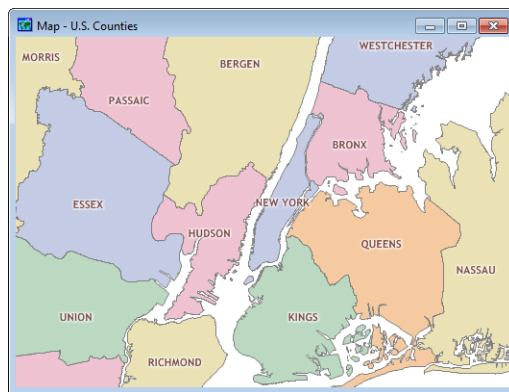 Map - U.S. Counties
WESTCHESTER
MORRIS
BERGEN
PASSAIC
BRONX
ESSEX
NEW YORK
HUDSON
QUEENS
NASSAU
UNION
KINGS
RICHMOND